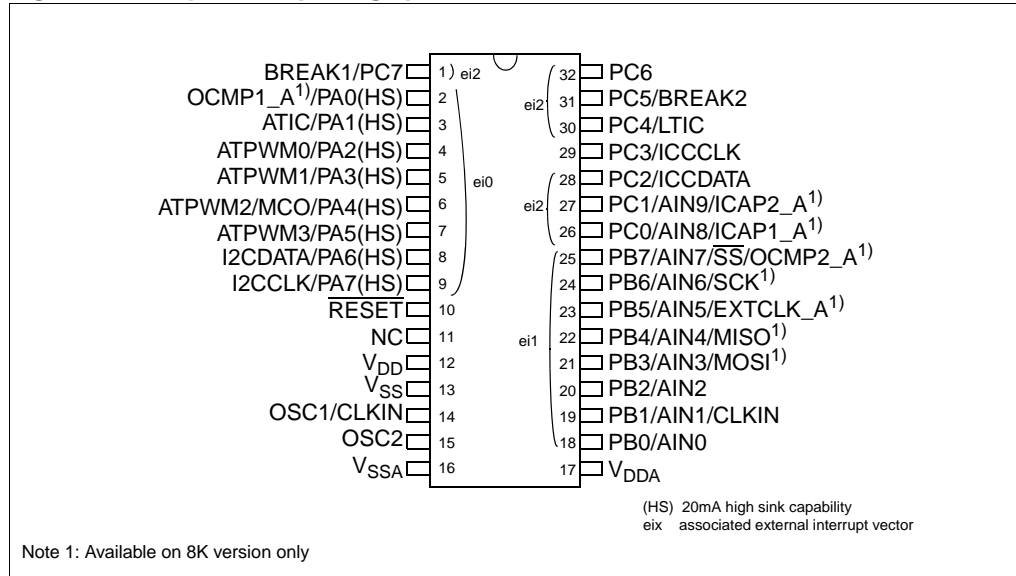 BREAK1/PC7 1) ei2
OCMP1_A1)/PA0(HS) 2
ATIC/PA1(HS) 3
ATPWM0/PA2(HS) 4
ATPWM1/PA3(HS) 5
ei0
ATPWM2/MCO/PA4(HS) 6
ATPWM3/PA5(HS) 7
I2CDATA/PA6(HS) 8
I2CCLK/PA7(HS) 9
RESET 10
NC 11
VDD 12
VSS 13
OSC1/CLKIN 14
OSC2 15
VSSA 16
32 PC6
ei2 31 PC5/BREAK2
30 PC4/LTIC
29 PC3/ICCCLK
28 PC2/ICCDATA
ei2 27 PC1/AIN9/ICAP2_A1)
26 PC0/AIN8/ICAP1_A1)
25 PB7/AIN7/SS/OCMP2_A1)
24 PB6/AIN6/SCK1)
23 PB5/AIN5/EXTCLK_A1)
ei1 22 PB4/AIN4/MISO1)
21 PB3/AIN3/MOSI1)
20 PB2/AIN2
19 PB1/AIN1/CLKIN
18 PB0/AIN0
17 VDDA
(HS) 20mA high sink capability
eix associated external interrupt vector
Note 1: Available on 8K version only